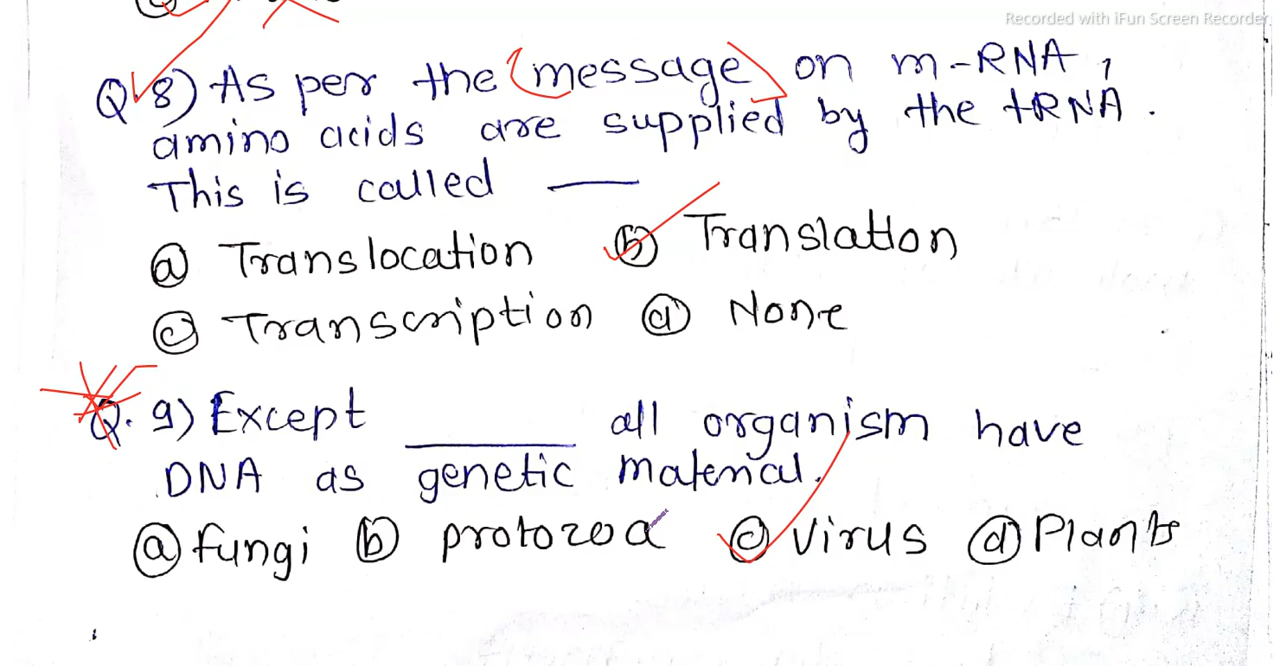 Recorded with iFun Screen Recorder
Q 8) As per the (message) on m-RNA,
amino acids are supplied by the tRNA.
This is called ___
ⓐ Translocation ⓑ Translation
ⓒ Transcription ⓓ None
Q. 9) Except ______ all organism have
DNA as genetic material.
ⓐ fungi ⓑ protozoa ⓒ Virus ⓓ Plants